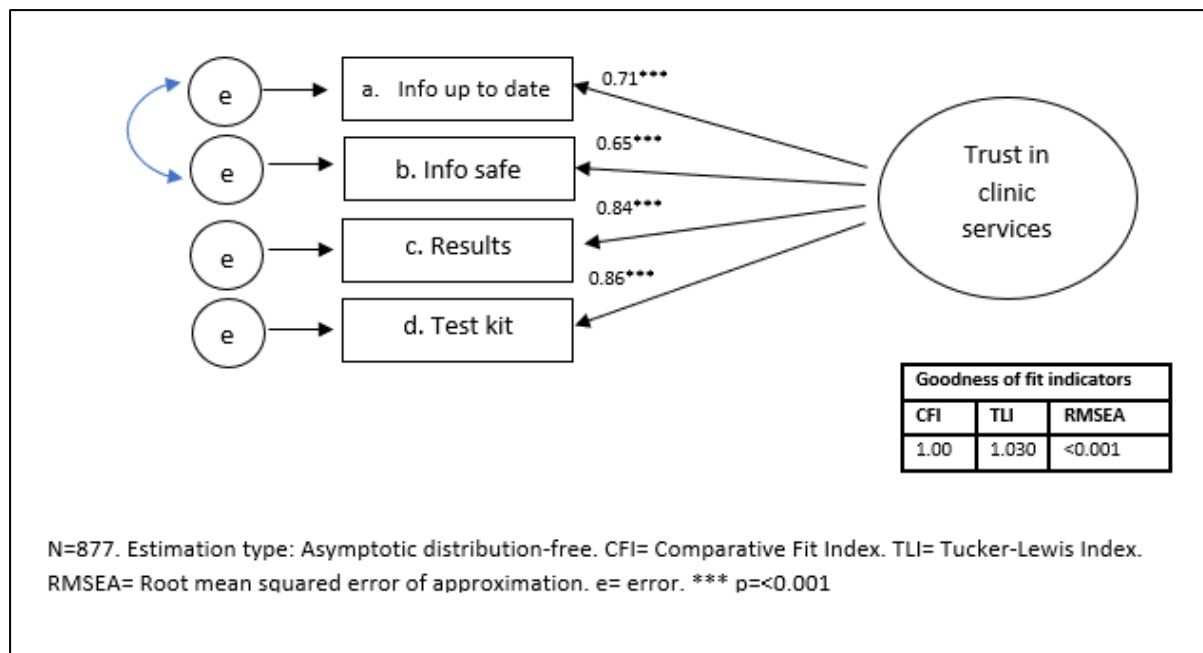 e
a. Info up to date
0.71***
e
b. Info safe
0.65***
Trust in
clinic
services
e
c. Results
0.84***
e
d. Test kit
0.86***
Goodness of fit indicators
CFI TLI RMSEA
1.00 1.030 <0.001
N=877. Estimation type: Asymptotic distribution-free. CFI= Comparative Fit Index. TLI= Tucker-Lewis Index.
RMSEA= Root mean squared error of approximation. e= error. *** p=<0.001